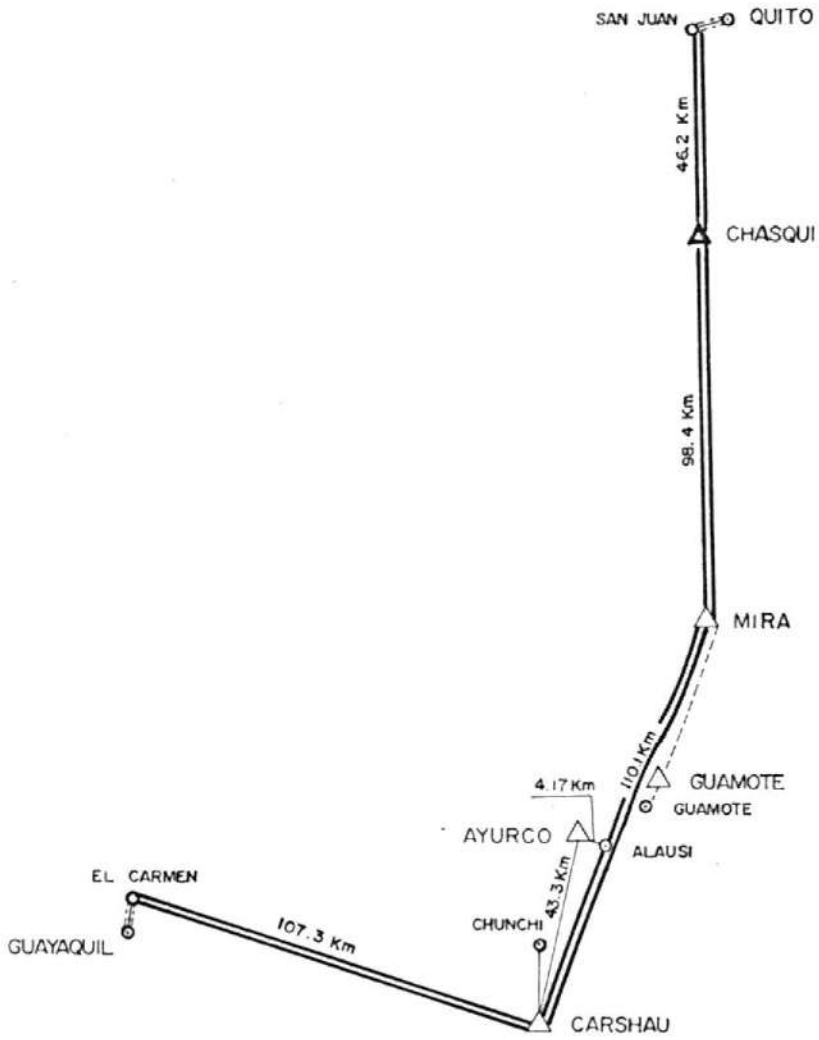 SAN JUAN
QUITO
46.2 Km
CHASQUI
98.4 Km
MIRA
110.1 Km
4.17 Km
GUAMOTE
GUAMOTE
AYURCO
ALAUSI
43.3 Km
EL CARMEN
CHUNCHI
107.3 Km
GUAYAQUIL
CARSHAU